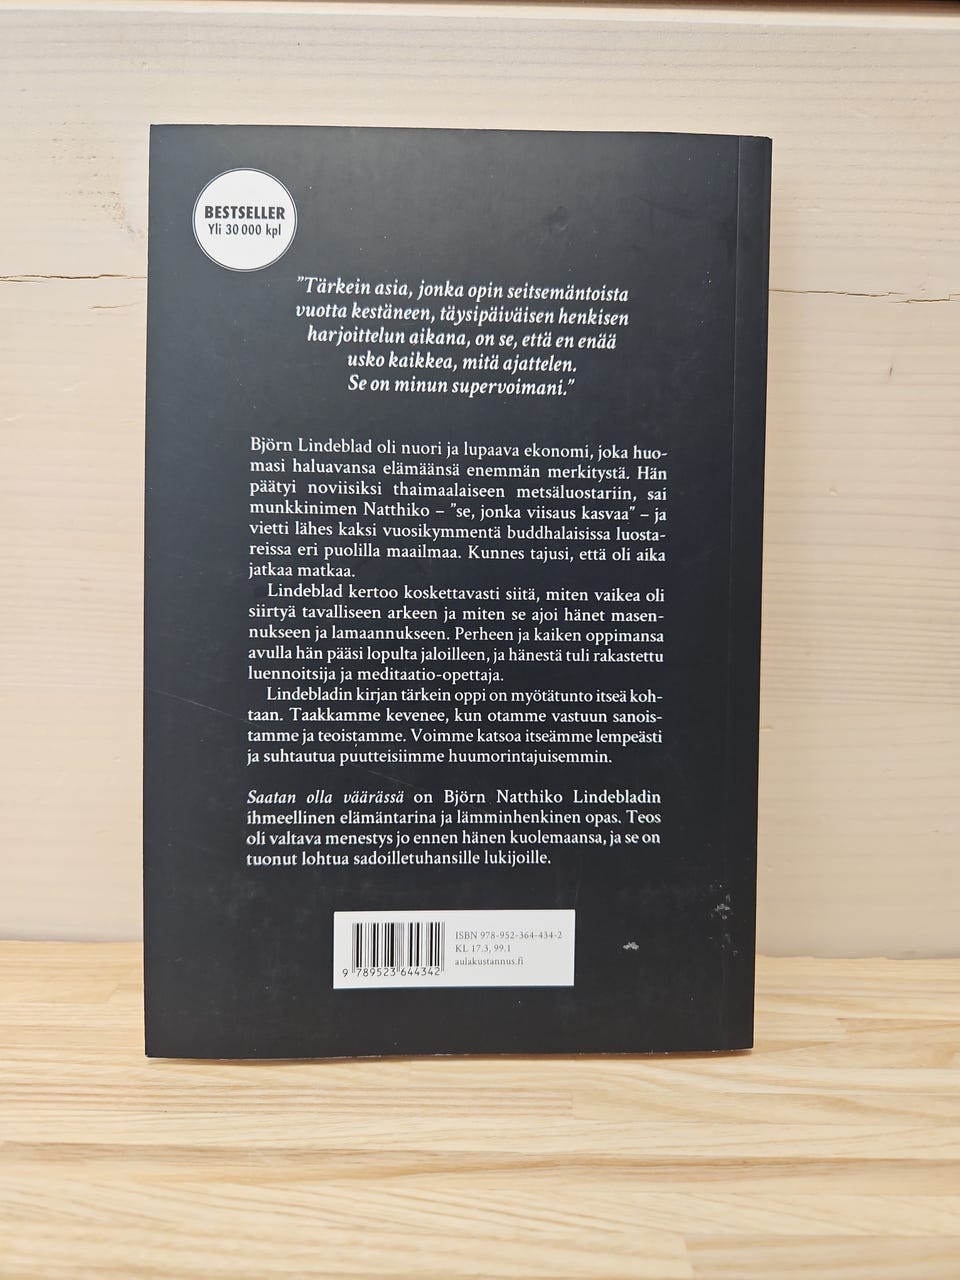 BESTSELLER
Yli 30 000 kpl
"Tärkein asia, jonka opin seitsemäntoista
vuotta kestäneen, täysipäiväisen henkisen
harjoittelun aikana, on se, että en enää
usko kaikkea, mitä ajattelen.
Se on minun supervoimani."
Björn Lindeblad oli nuori ja lupaava ekonomi, joka huo-
masi haluavansa elämäänsä enemmän merkitystä. Hän
päätyi noviisiksi thaimaalaiseen metsäluostariin, sai
munkkinimen Natthiko – "se, jonka viisaus kasvaa" – ja
vietti lähes kaksi vuosikymmentä buddhalaisissa luosta-
reissa eri puolilla maailmaa. Kunnes tajusi, että oli aika
jatkaa matkaa.
Lindeblad kertoo koskettavasti siitä, miten vaikea oli
siirtyä tavalliseen arkeen ja miten se ajoi hänet masen-
nukseen ja lamaannukseen. Perheen ja kaiken oppimansa
avulla hän pääsi lopulta jaloilleen, ja hänestä tuli rakastettu
luennoitsija ja meditaatio-opettaja.
Lindebladin kirjan tärkein oppi on myötätunto itseä koh-
taan. Taakkamme kevenee, kun otamme vastuun sanois-
tamme ja teoistamme. Voimme katsoa itseämme lempeästi
ja suhtautua puutteisiimme huumorintajuisemmin.
Saatan olla väärässä on Björn Natthiko Lindebladin
ihmeellinen elämäntarina ja lämminhenkinen opas. Teos
oli valtava menestys jo ennen hänen kuolemaansa, ja se on
tuonut lohtua sadoilletuhansille lukijoille.
ISBN 978-952-364-434-2
KL 17.3, 99.1
aulakustannus.fi
9 789523 644342